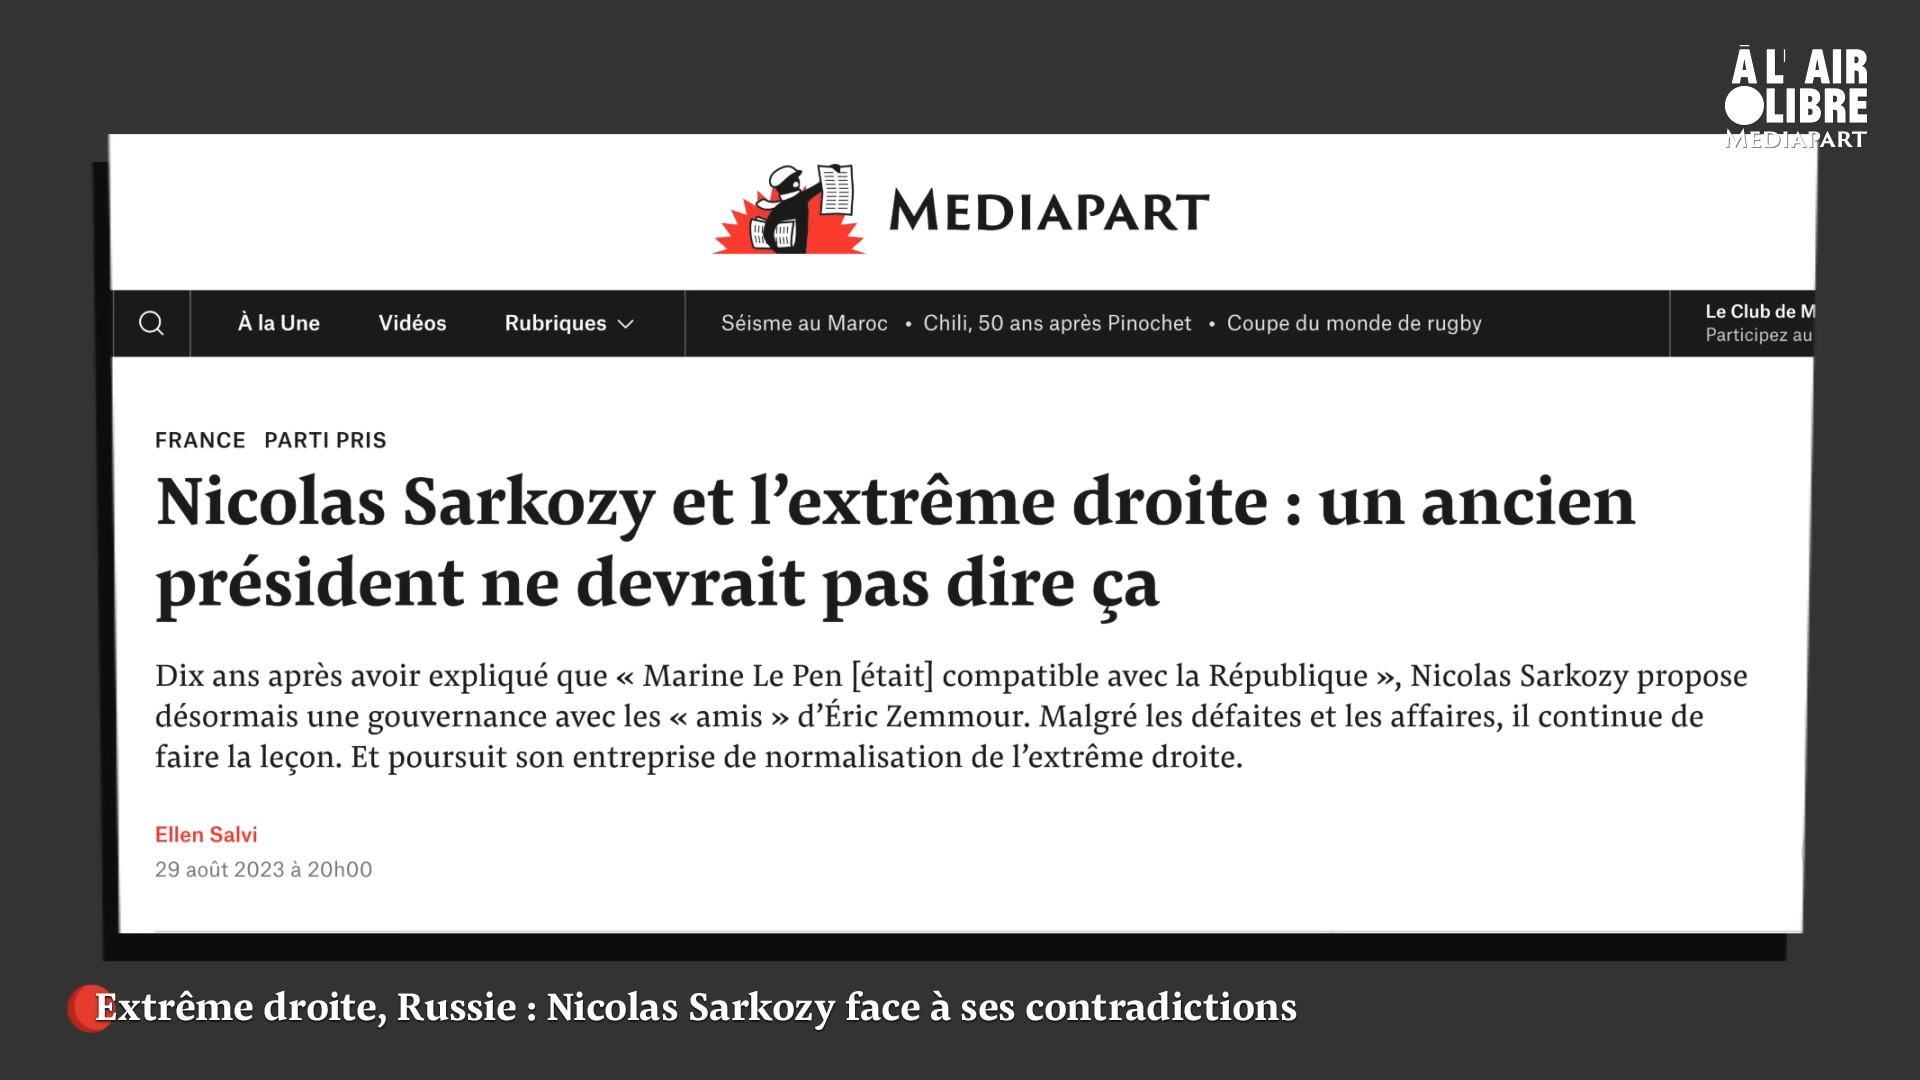 À L' AIR
LIBRE
MEDIAPART
MEDIAPART
À la Une Vidéos Rubriques Séisme au Maroc • Chili, 50 ans après Pinochet • Coupe du monde de rugby
Le Club de M
Participez au
FRANCE PARTI PRIS
Nicolas Sarkozy et l’extrême droite : un ancien
président ne devrait pas dire ça
Dix ans après avoir expliqué que « Marine Le Pen [était] compatible avec la République », Nicolas Sarkozy propose
désormais une gouvernance avec les « amis » d’Éric Zemmour. Malgré les défaites et les affaires, il continue de
faire la leçon. Et poursuit son entreprise de normalisation de l’extrême droite.
Ellen Salvi
29 août 2023 à 20h00
Extrême droite, Russie : Nicolas Sarkozy face à ses contradictions